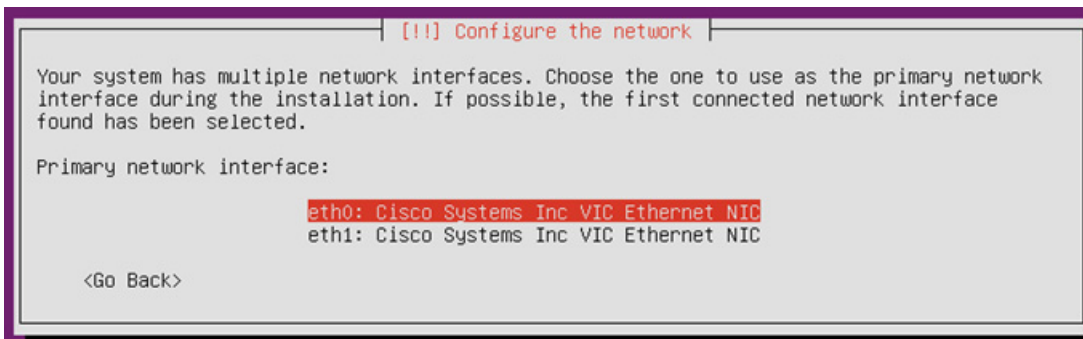 [!!] Configure the network
Your system has multiple network interfaces. Choose the one to use as the primary network
interface during the installation. If possible, the first connected network interface
found has been selected.
Primary network interface:
eth0: Cisco Systems Inc VIC Ethernet NIC
eth1: Cisco Systems Inc VIC Ethernet NIC
<Go Back>